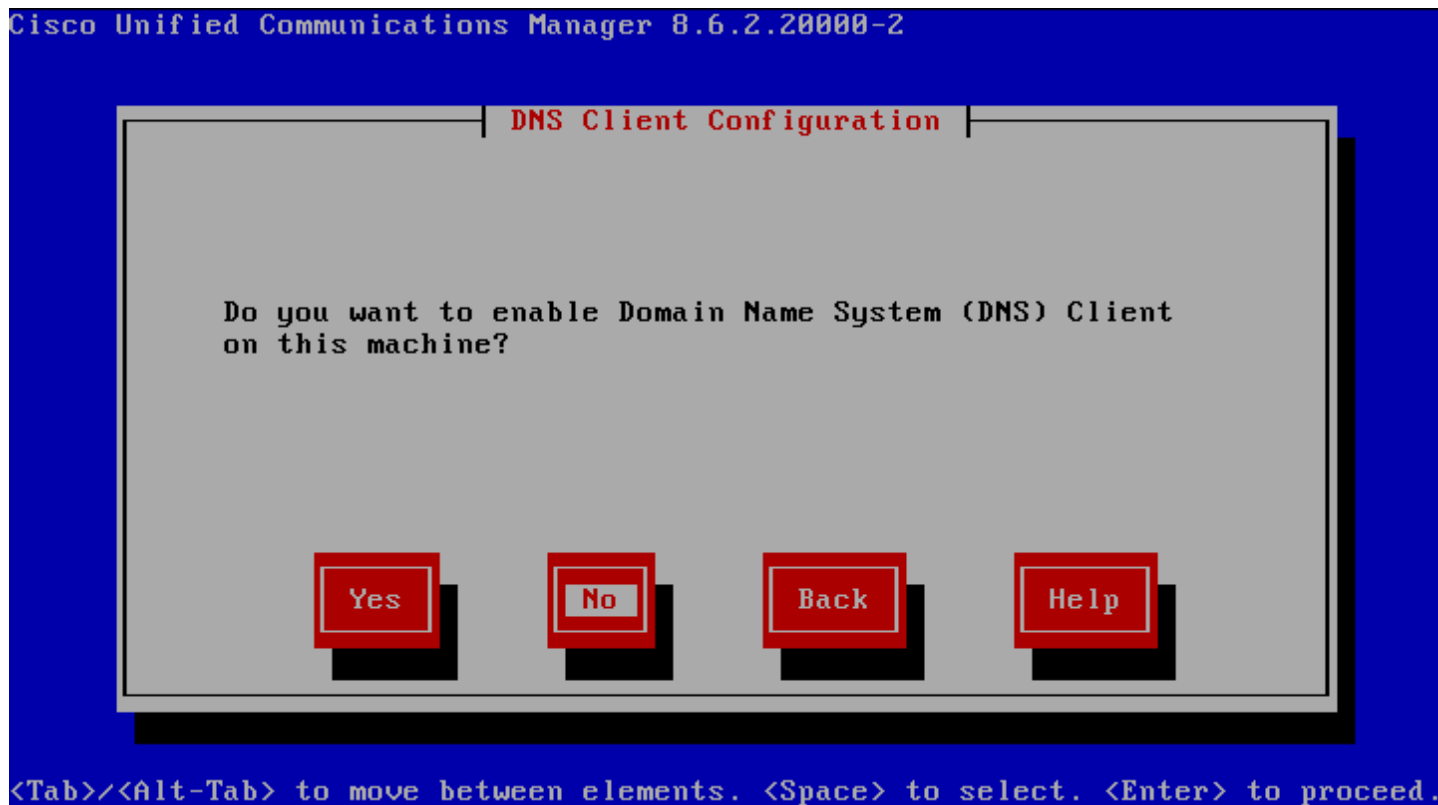 Cisco Unified Communications Manager 8.6.2.20000-2
DNS Client Configuration
Do you want to enable Domain Name System (DNS) Client
on this machine?
Yes No Back Help
<Tab>/<Alt-Tab> to move between elements. <Space> to select. <Enter> to proceed.